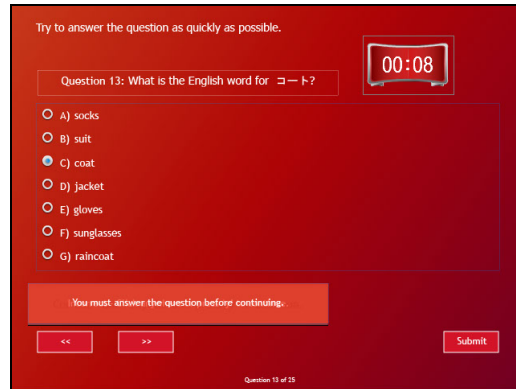 Try to answer the question as quickly as possible.
00:08
Question 13: What is the English word for コート?
A) socks
B) suit
C) coat
D) jacket
E) gloves
F) sunglasses
G) raincoat
You must answer the question before continuing.
<<
>>
Submit
Question 13 of 25